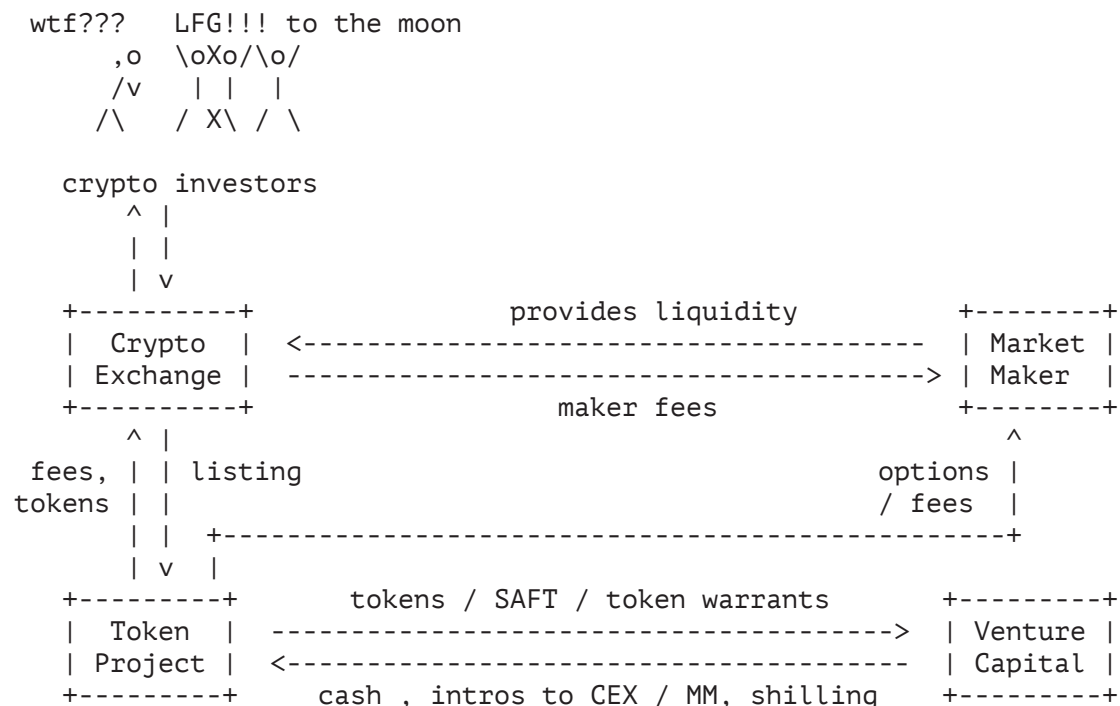 wtf??? LFG!!! to the moon
crypto investors
provides liquidity
Crypto Exchange
Market Maker
maker fees
fees, tokens
listing
options / fees
tokens / SAFT / token warrants
Token Project
Venture Capital
cash , intros to CEX / MM, shilling